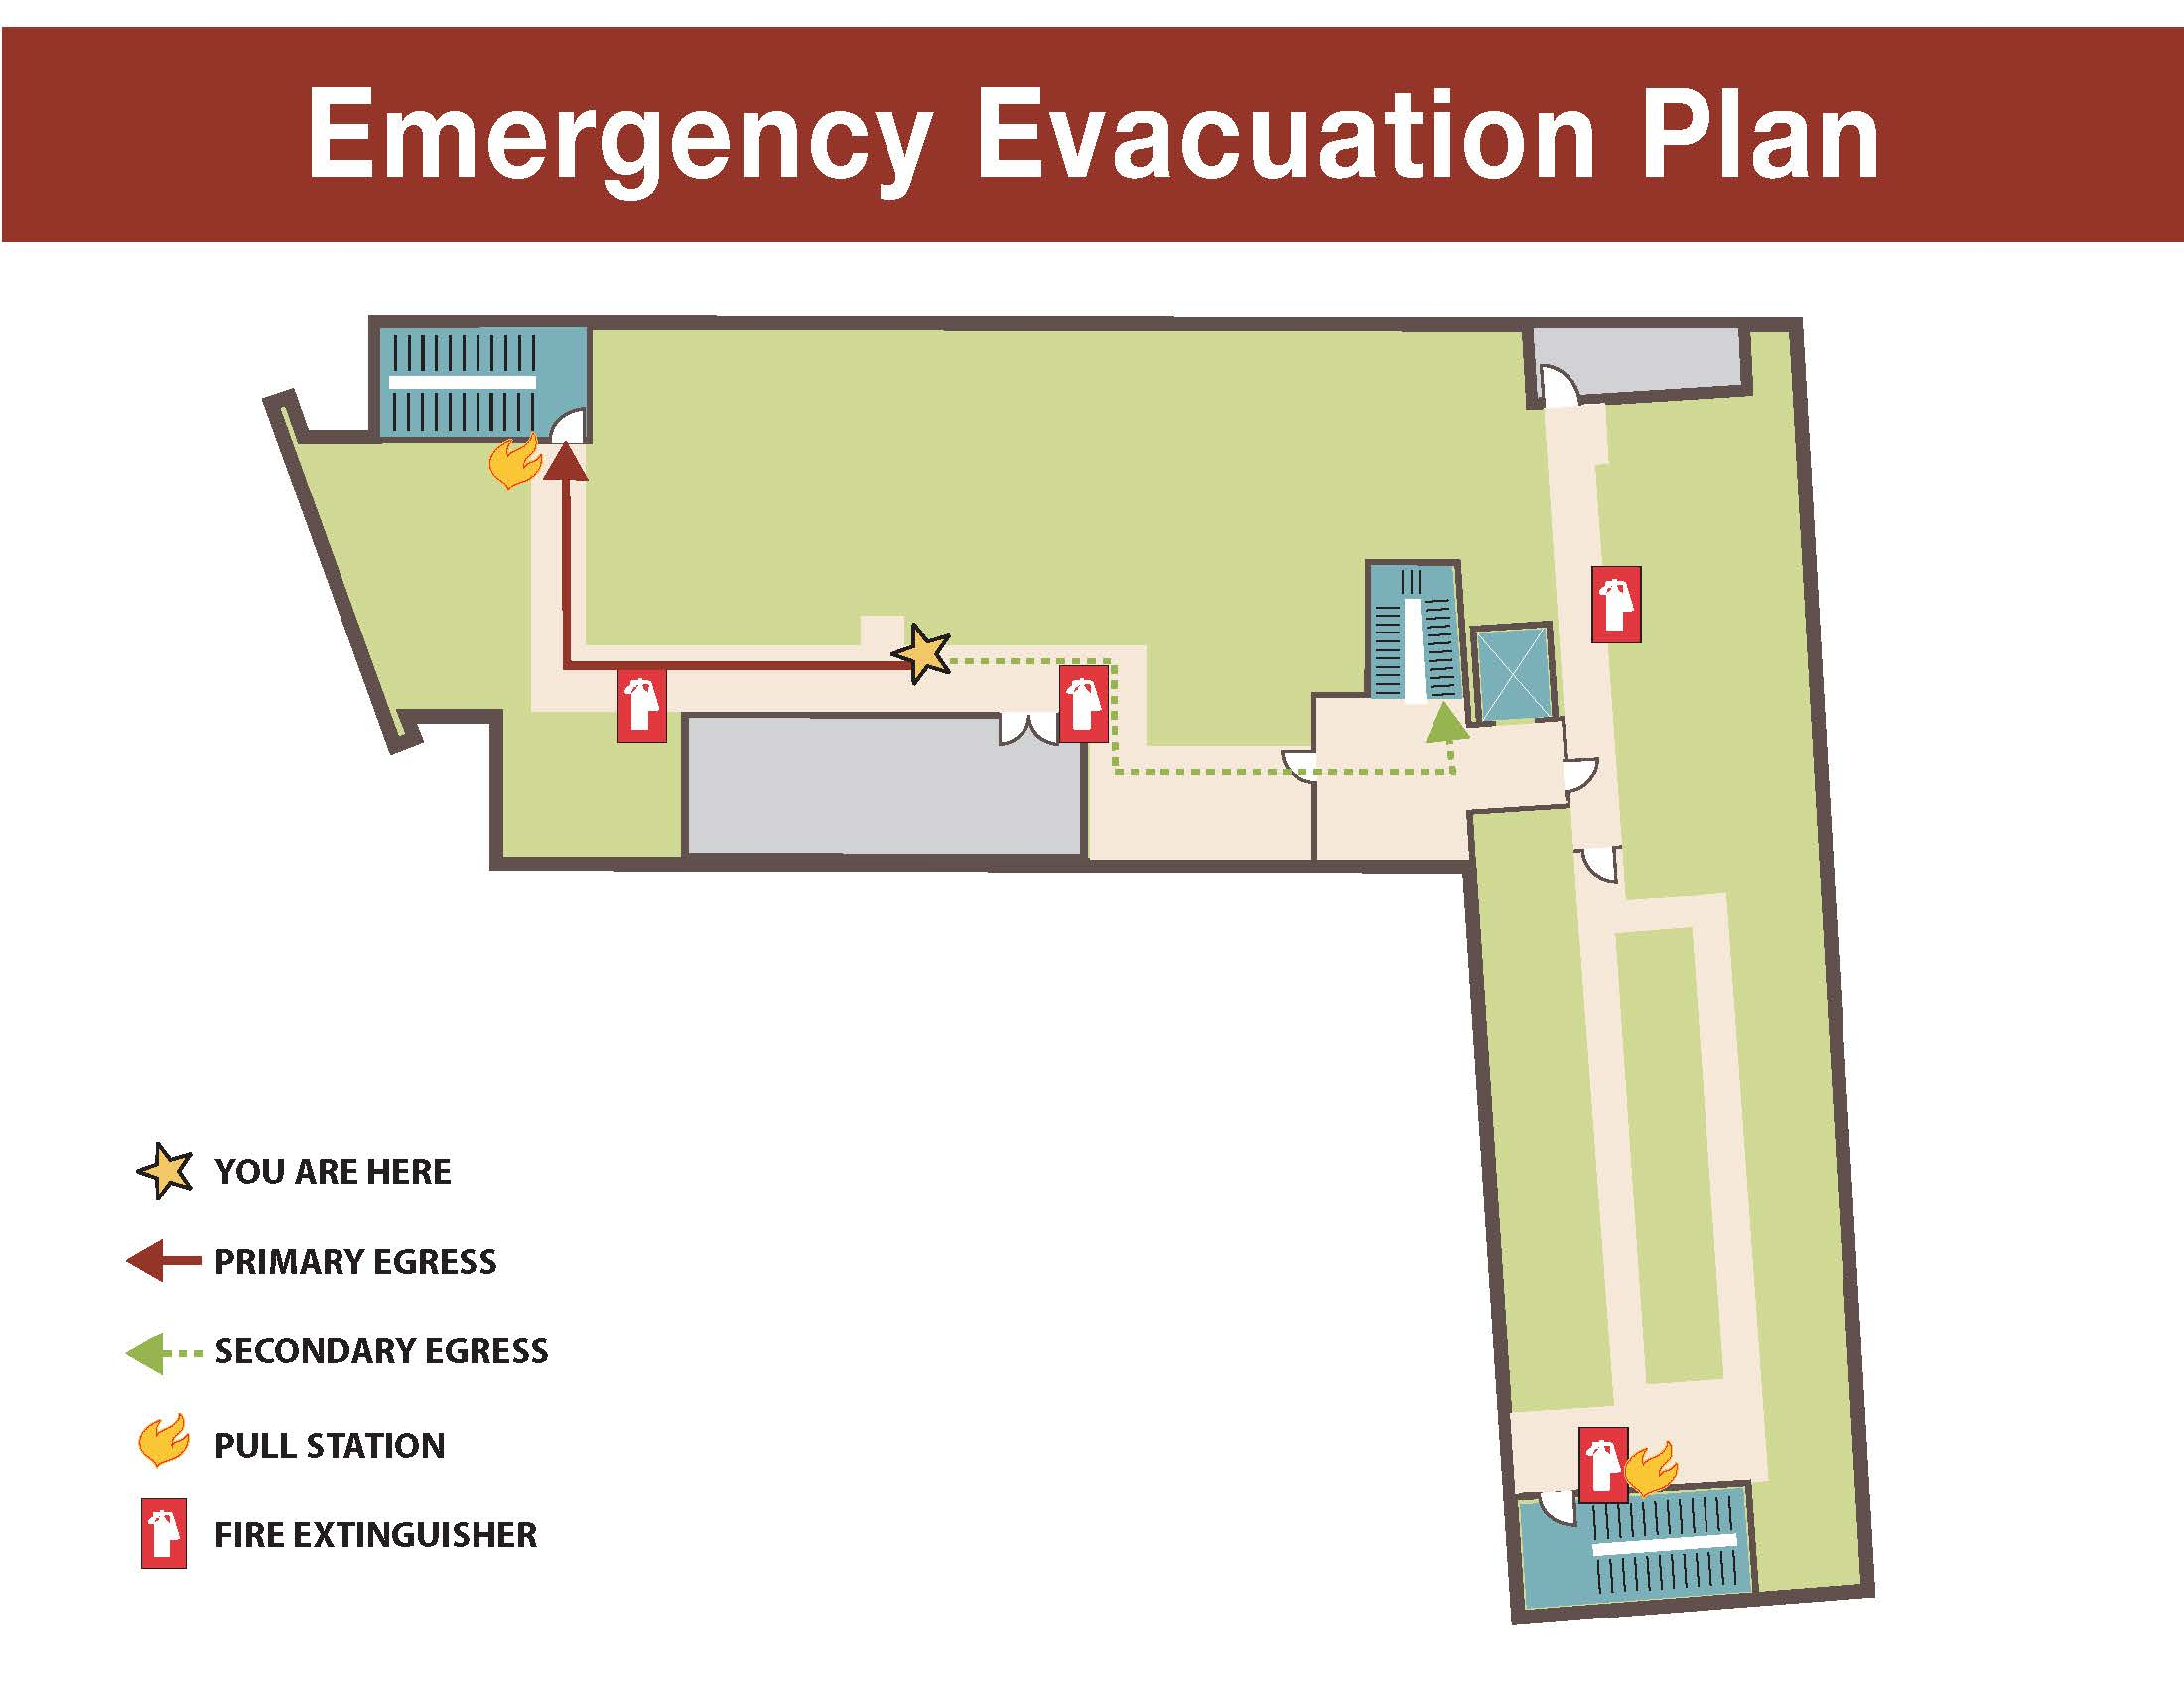 Emergency Evacuation Plan
YOU ARE HERE
PRIMARY EGRESS
SECONDARY EGRESS
PULL STATION
FIRE EXTINGUISHER